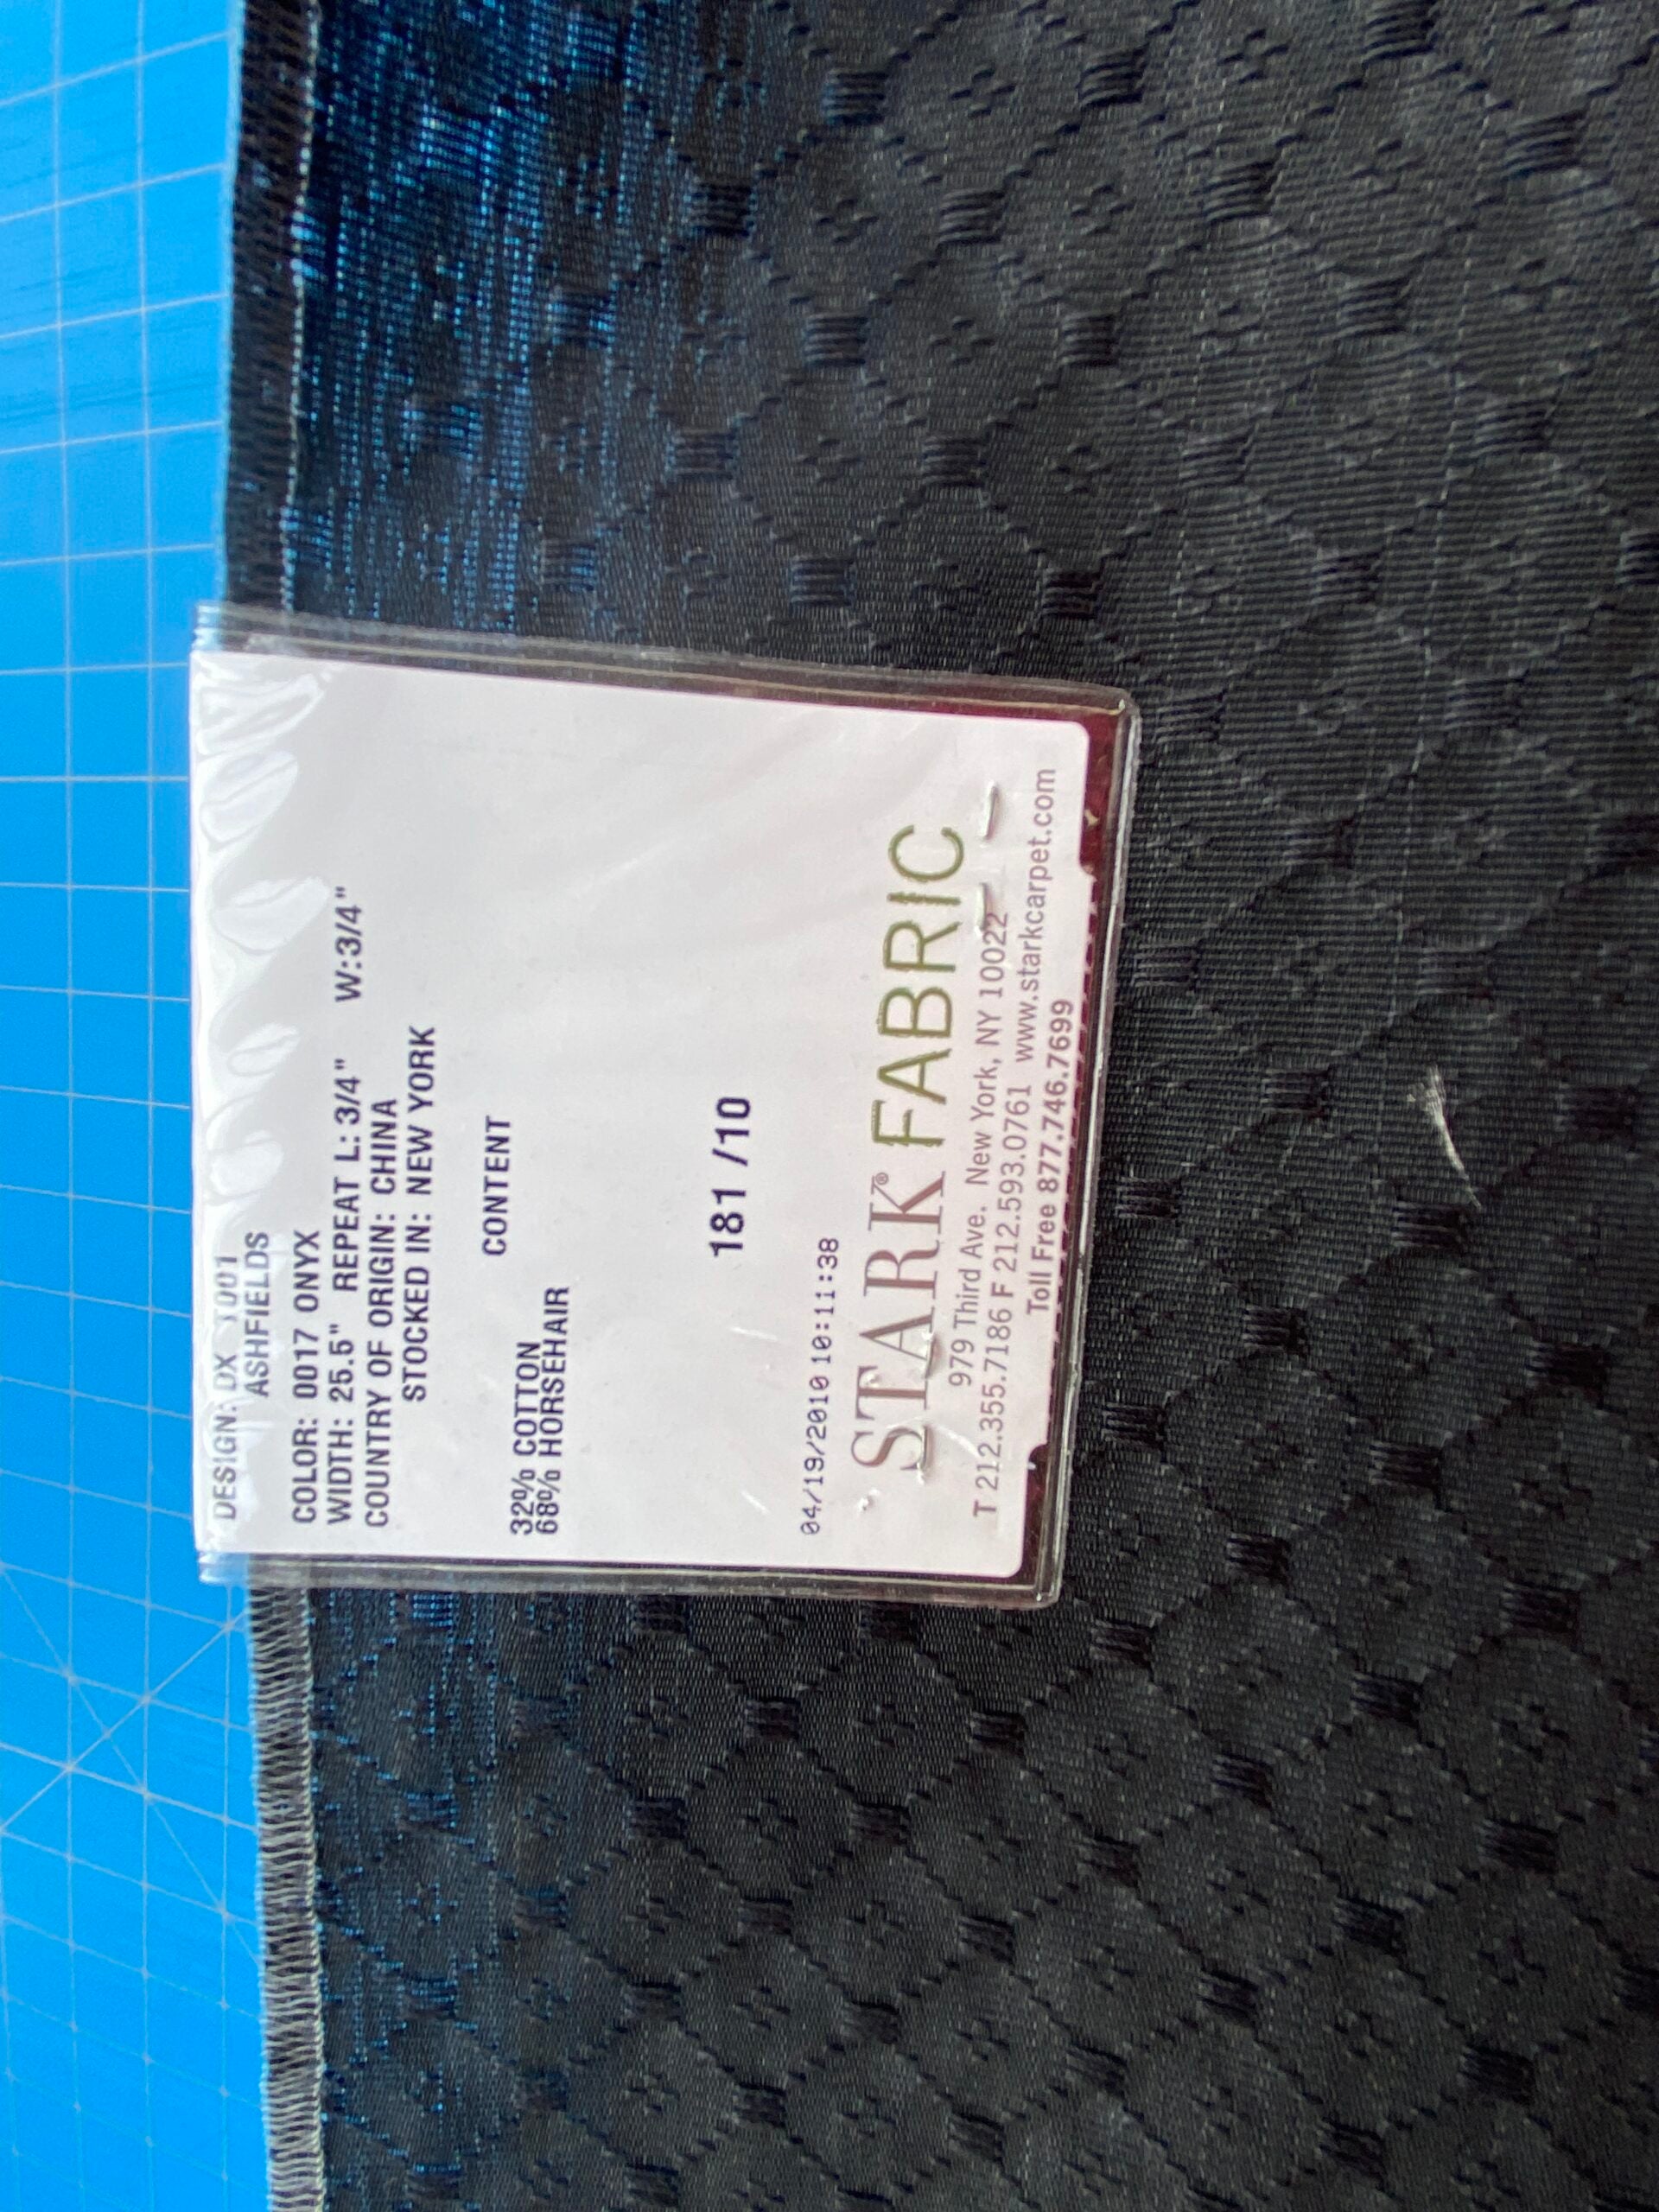 DESIGN: DX 1001
ASHFIELDS
COLOR: 0017 ONYX
WIDTH: 25.5" REPEAT L: 3/4" W:3/4"
COUNTRY OF ORIGIN: CHINA
STOCKED IN: NEW YORK
CONTENT
32% COTTON
68% HORSEHAIR
181 /10
04/19/2010 10:11:38
STARK® FABRIC
979 Third Ave. New York, NY 10022
T 212.355.7186 F 212.593.0761 www.starkcarpet.com
Toll Free 877.746.7699